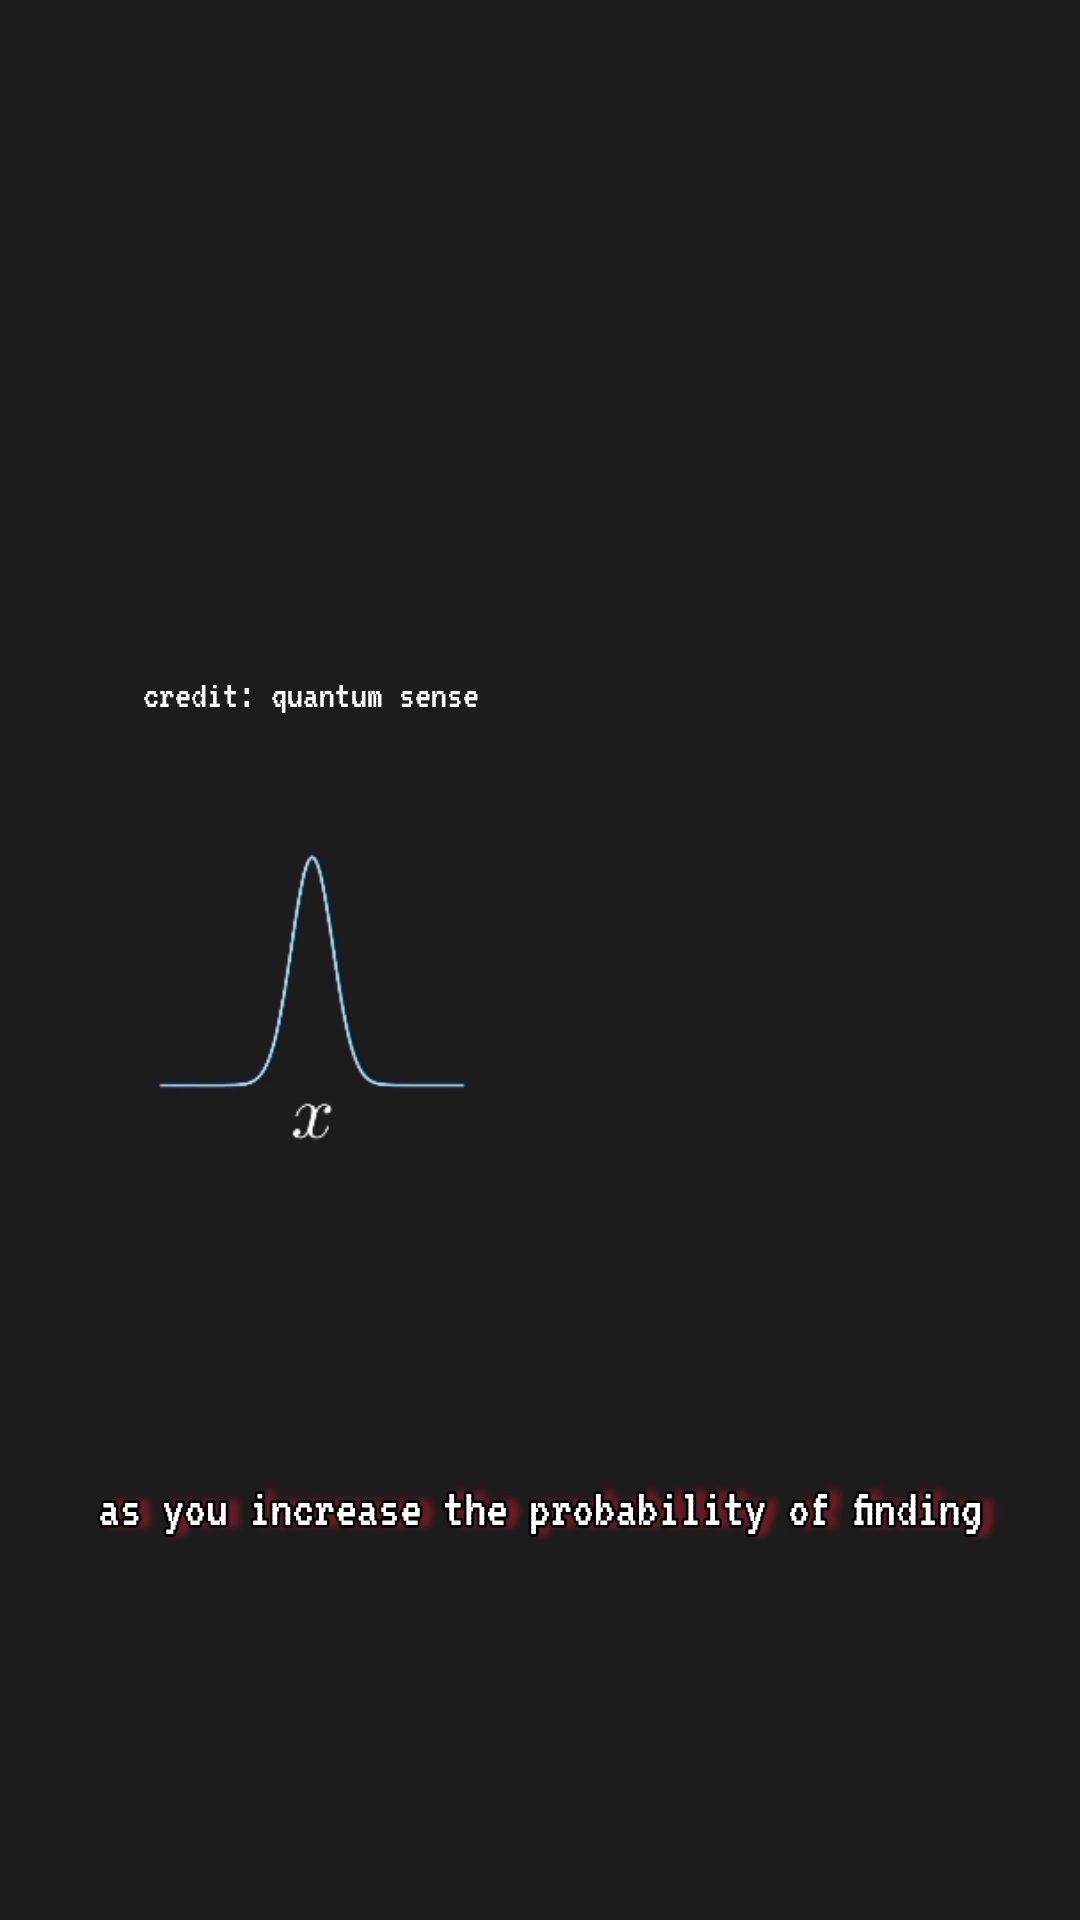 credit: quantum sense
x
as you increase the probability of finding